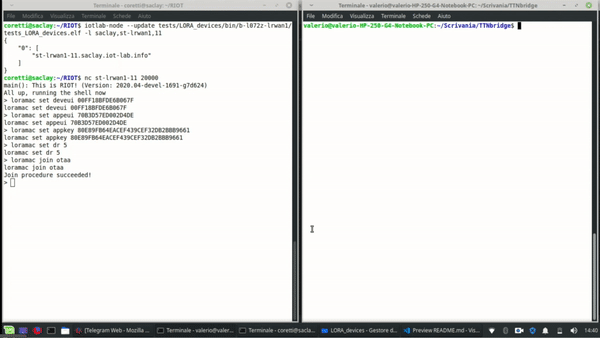 Terminale - coretti@saclay: ~/RIOT
File Modifica Visualizza Terminale Schede Aiuto
coretti@saclay:~/RIOT$ iotlab-node --update tests/LORA_devices/bin/b-l072z-lrwan1/
tests_LORA_devices.elf -l saclay,st-lrwan1,11
{
"0": [
"st-lrwan1-11.saclay.iot-lab.info"
]
}
coretti@saclay:~/RIOT$ nc st-lrwan1-11 20000
main(): This is RIOT! (Version: 2020.04-devel-1691-g7d624)
All up, running the shell now
> loramac set deveui 00FF18BFDE6B067F
loramac set deveui 00FF18BFDE6B067F
> loramac set appeui 70B3D57ED002D4DE
loramac set appeui 70B3D57ED002D4DE
> loramac set appkey 80E89FB64EACEF439CEF32DB2BBB9661
loramac set appkey 80E89FB64EACEF439CEF32DB2BBB9661
> loramac set dr 5
loramac set dr 5
> loramac join otaa
loramac join otaa
Join procedure succeeded!
>
Terminale - valerio@valerio-HP-250-G4-Notebook-PC: ~/Scrivania/TTNbridge
File Modifica Visualizza Terminale Schede Aiuto
valerio@valerio-HP-250-G4-Notebook-PC:~/Scrivania/TTNbridge$
[Telegram Web - Mozilla ...
Terminale - valerio@valer...
Terminale - coretti@sacla...
LORA_devices - Gestore d...
Preview README.md - Vis...
14:40